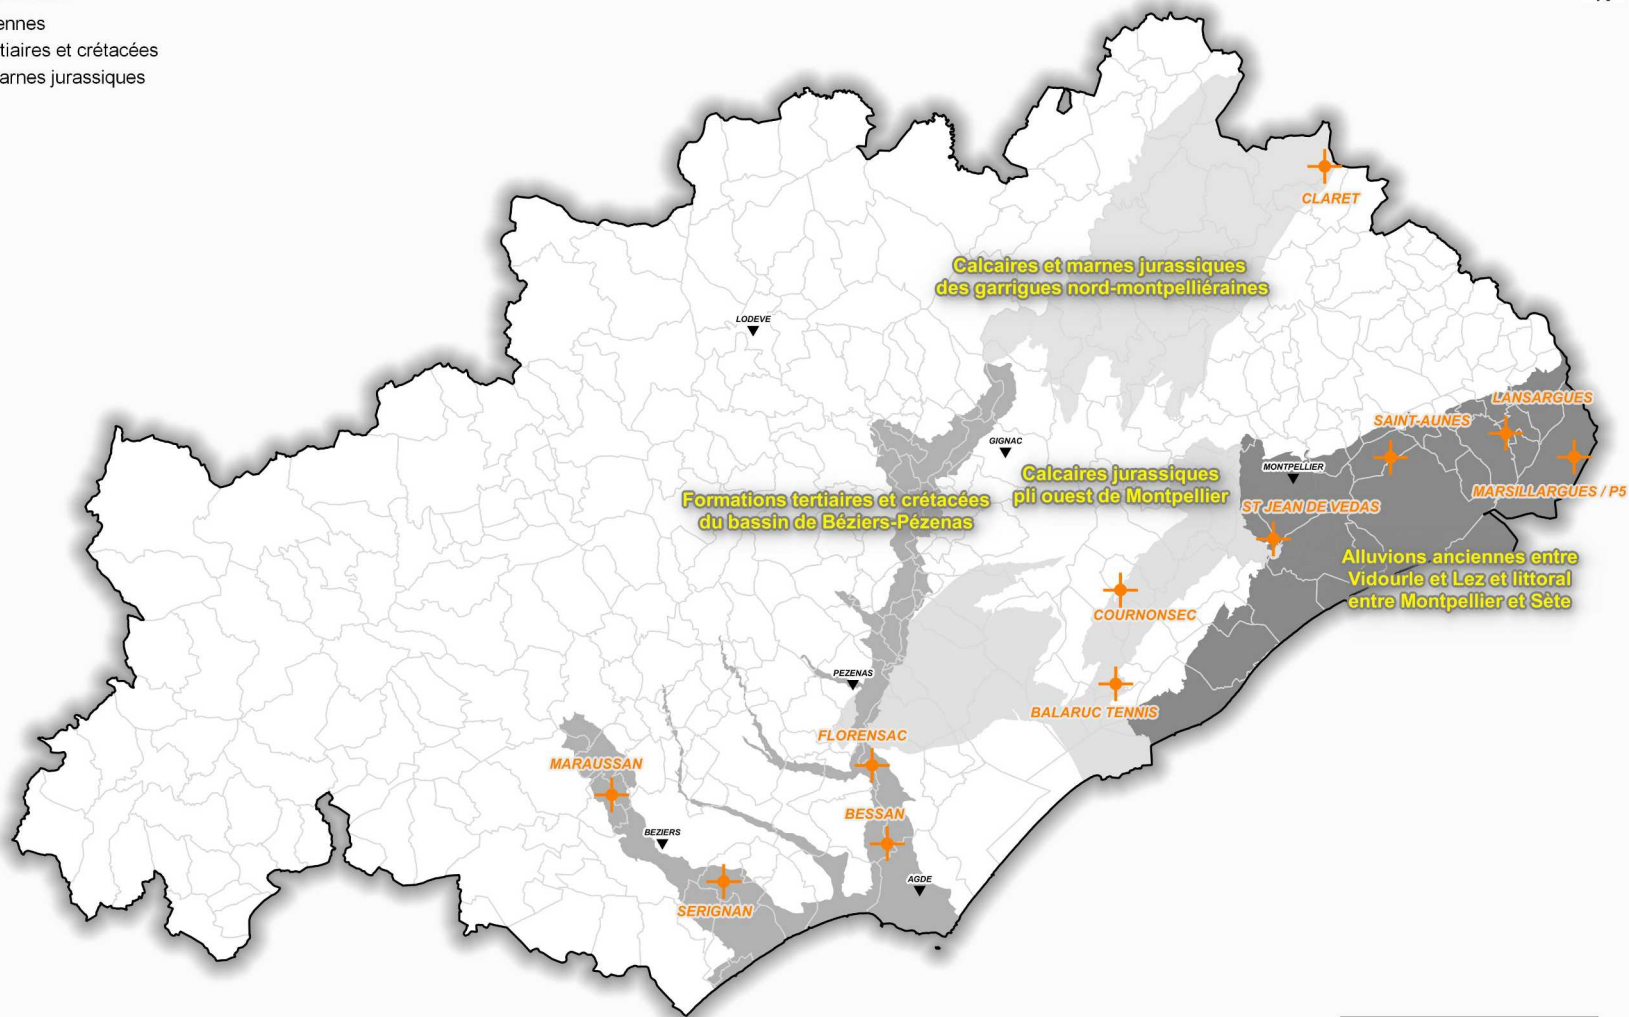 ennes
tiaires et crétacées
arnes jurassiques
CLARET
Calcaires et marnes jurassiques
des garrigues nord-montpelliéraines
LODEVE
LANSARGUES
SAINT-AUNES
GIGNAC
MONTPELLIER
Calcaires jurassiques
pli ouest de Montpellier
MARSILLARGUES / P5
Formations tertiaires et crétacées
du bassin de Béziers-Pézenas
ST JEAN DE VEDAS
Alluvions anciennes entre
Vidourle et Lez et littoral
entre Montpellier et Sète
COURNONSEC
PEZENAS
BALARUC TENNIS
FLORENSAC
MARAUSSAN
BESSAN
BEZIERS
AGDE
SERIGNAN